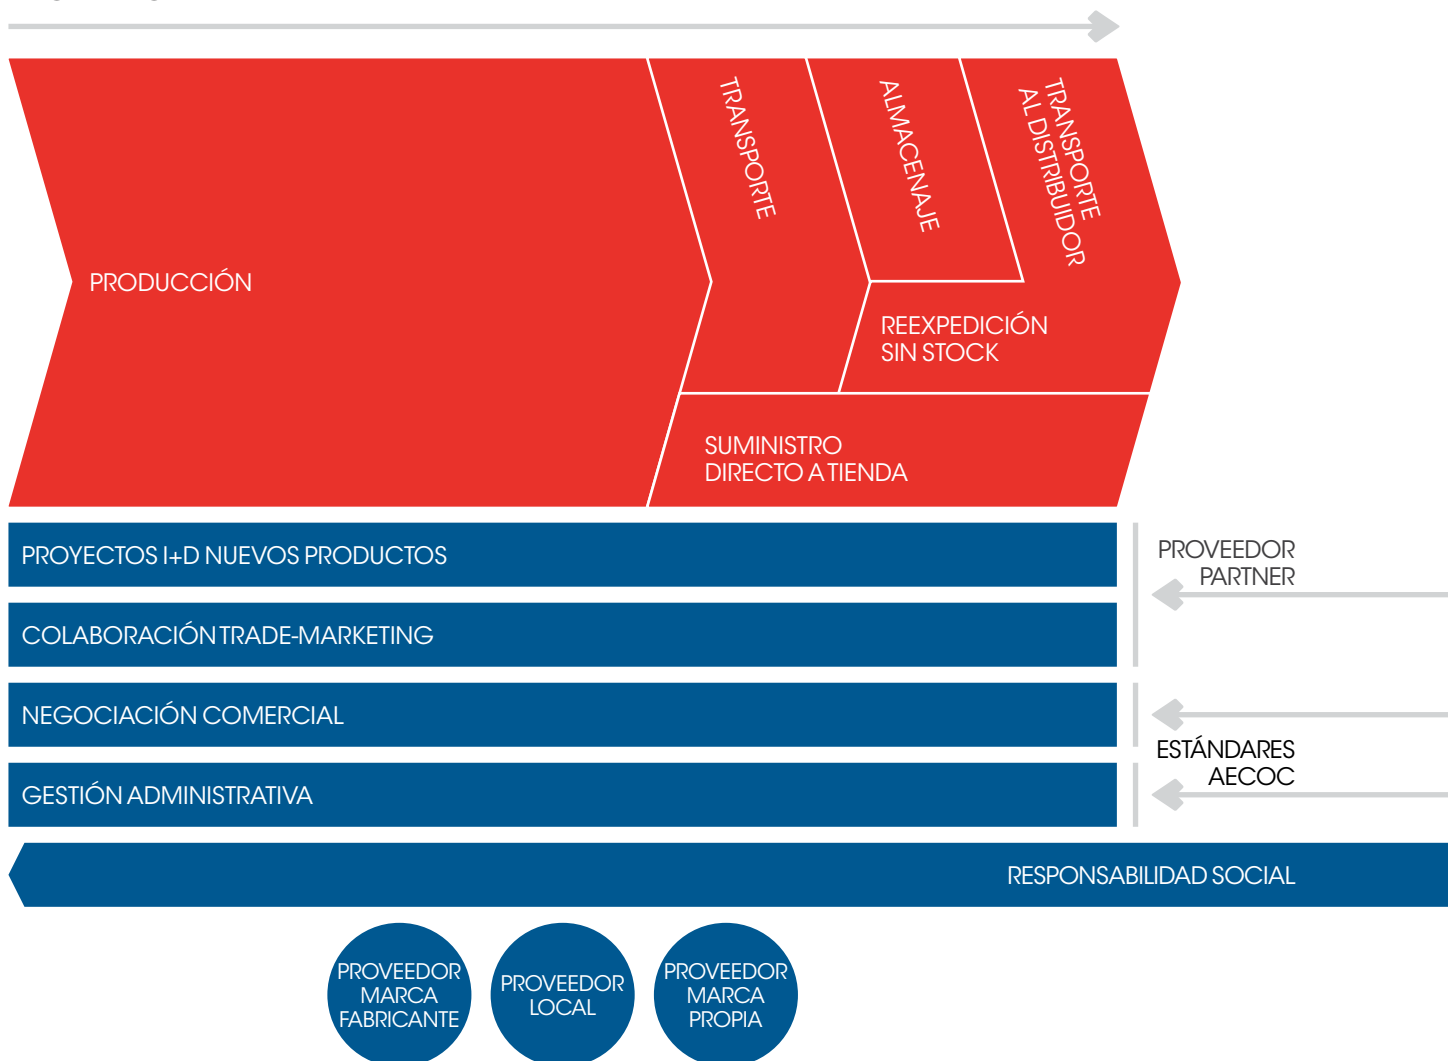 TRANSPORTE
ALMACENAJE
TRANSPORTE
AL DISTRIBUIDOR
PRODUCCIÓN
REEXPEDICIÓN
SIN STOCK
SUMINISTRO
DIRECTO A TIENDA
PROYECTOS I+D NUEVOS PRODUCTOS
PROVEEDOR
PARTNER
COLABORACIÓN TRADE-MARKETING
NEGOCIACIÓN COMERCIAL
ESTÁNDARES
AECOC
GESTIÓN ADMINISTRATIVA
RESPONSABILIDAD SOCIAL
PROVEEDOR
MARCA
FABRICANTE
PROVEEDOR
LOCAL
PROVEEDOR
MARCA
PROPIA